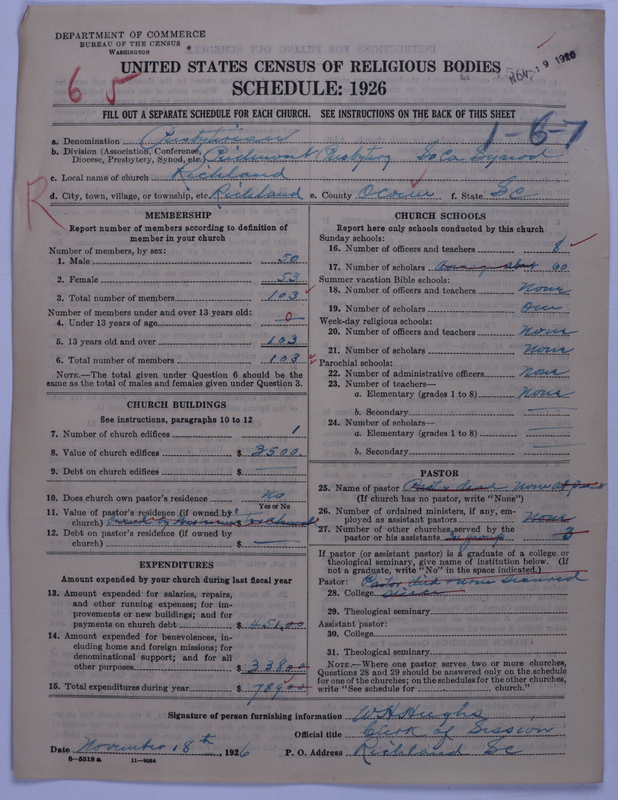 DEPARTMENT OF COMMERCE
BUREAU OF THE CENSUS
WASHINGTON
NOV 19 1926
UNITED STATES CENSUS OF RELIGIOUS BODIES
SCHEDULE: 1926
65
FILL OUT A SEPARATE SCHEDULE FOR EACH CHURCH. SEE INSTRUCTIONS ON THE BACK OF THIS SHEET
1-6-7
a. Denomination Presbyterian
b. Division (Association, Conference, Diocese, Presbytery, Synod, etc. Piedmont Presbytery So Ca Synod
c. Local name of church Richland
d. City, town, village, or township, etc. Richland e. County Oconee f. State SC
R
MEMBERSHIP
Report number of members according to definition of
member in your church
Number of members, by sex:
1. Male 50
2. Female 53
3. Total number of members 103
Number of members under and over 13 years old:
4. Under 13 years of age 0
5. 13 years old and over 103
6. Total number of members 103
NOTE.—The total given under Question 6 should be the
same as the total of males and females given under Question 3.
CHURCH BUILDINGS
See instructions, paragraphs 10 to 12
7. Number of church edifices 1
8. Value of church edifices $ 3500
9. Debt on church edifices $
10. Does church own pastor's residence No
Yes or No
11. Value of pastor's residence (if owned by
church)
12. Debt on pastor's residence (if owned by
church) $
EXPENDITURES
Amount expended by your church during last fiscal year
13. Amount expended for salaries, repairs,
and other running expenses; for im-
provements or new buildings; and for
payments on church debt $ 451.00
14. Amount expended for benevolences, in-
cluding home and foreign missions; for
denominational support; and for all
other purposes $ 338.00
15. Total expenditures during year $ 789.00
CHURCH SCHOOLS
Report here only schools conducted by this church
Sunday schools:
16. Number of officers and teachers 8
17. Number of scholars 60
Summer vacation Bible schools:
18. Number of officers and teachers None
19. Number of scholars
Week-day religious schools:
20. Number of officers and teachers None
21. Number of scholars None
Parochial schools:
22. Number of administrative officers None
23. Number of teachers—
a. Elementary (grades 1 to 8) None
b. Secondary
24. Number of scholars—
a. Elementary (grades 1 to 8)
b. Secondary
PASTOR
25. Name of pastor Pastor dead None
(If church has no pastor, write "None")
26. Number of ordained ministers, if any, em-
ployed as assistant pastors None
27. Number of other churches served by the
pastor or his assistants 3
If pastor (or assistant pastor) is a graduate of a college or
theological seminary, give name of institution below. (If
not a graduate, write "No" in the space indicated.)
Pastor: Pastor died & none secured
28. College since
29. Theological seminary
Assistant pastor:
30. College
31. Theological seminary
NOTE.—Where one pastor serves two or more churches,
Questions 28 and 29 should be answered only on the schedule
for one of the churches; on the schedules for the other churches,
write "See schedule for church."
Signature of person furnishing information W H Hughs
Official title Clerk of Session
Date November 18th, 1926 P. O. Address Richland SC
8—5518 a 11—9024